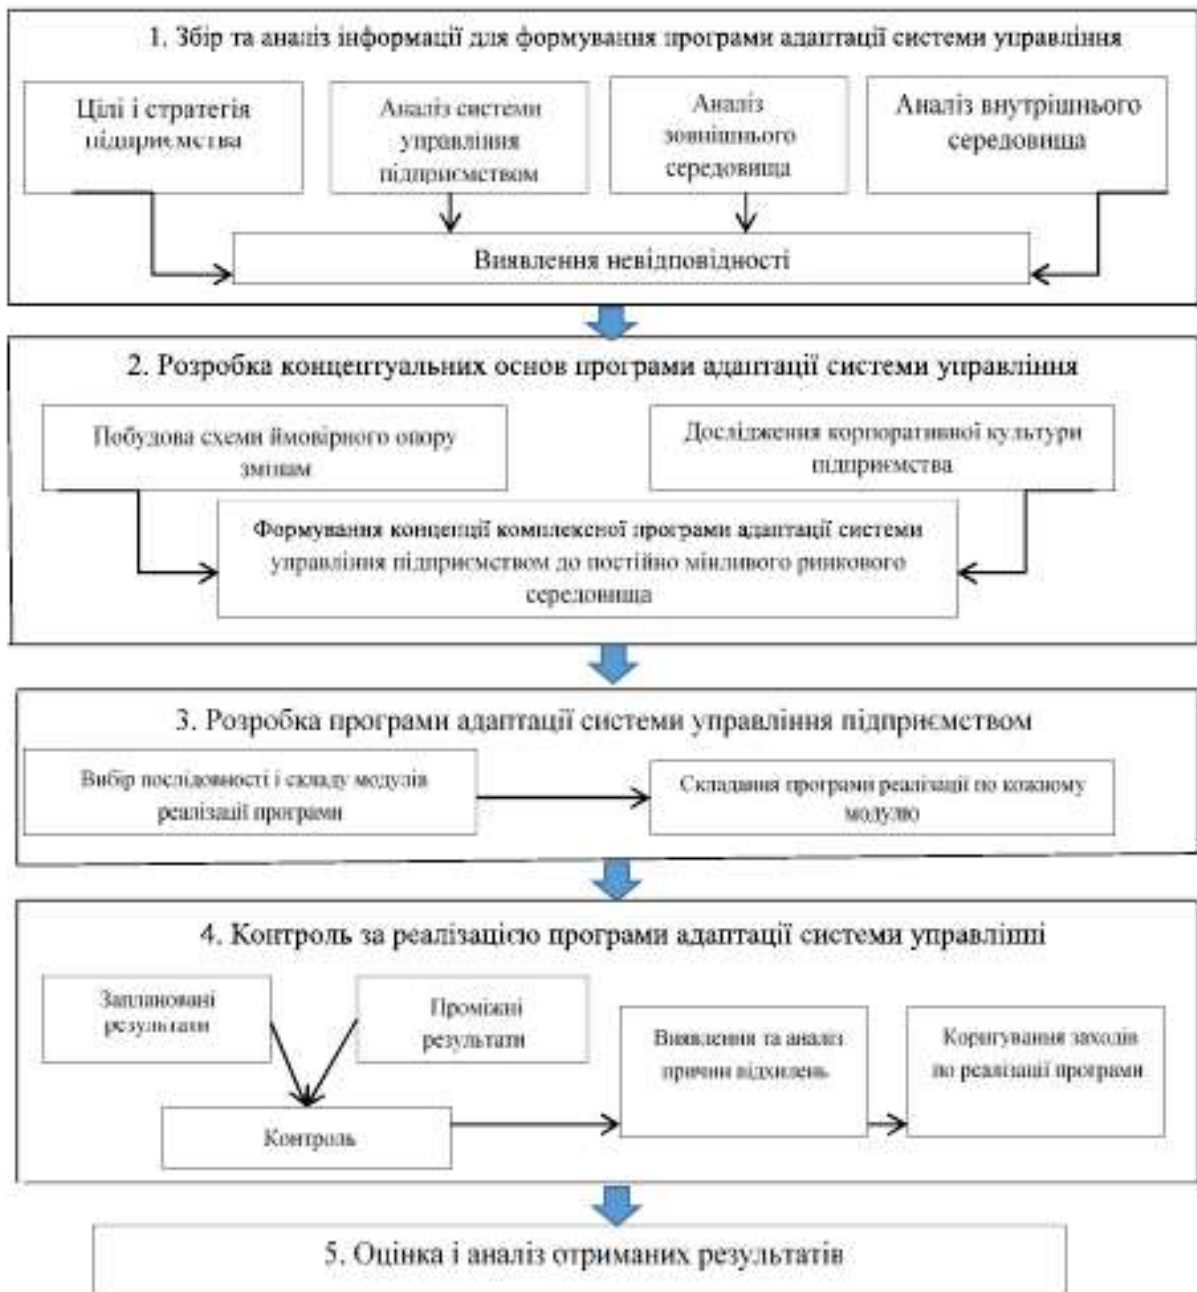 1. Збір та аналіз інформації для формування програми адаптації системи управління
Цілі і стратегія
підприємства
Аналіз системи
управління
підприємством
Аналіз
зовнішнього
середовища
Аналіз внутрішнього
середовища
Виявлення невідповідності
2. Розробка концептуальних основ програми адаптації системи управління
Побудова схеми ймовірного опору
змінам
Дослідження корпоративної культури
підприємства
Формування концепції комплексної програми адаптації системи
управління підприємством до постійно мінливого ринкового
середовища
3. Розробка програми адаптації системи управління підприємством
Вибір послідовності і складу модулів
реалізації програми
Складання програми реалізації по кожному
модулю
4. Контроль за реалізацією програми адаптації системи управлінні
Заплановані
результати
Проміжні
результати
Виявлення та аналіз
причин відхилень
Коригування заходів
по реалізації програми
Контроль
5. Оцінка і аналіз отриманих результатів